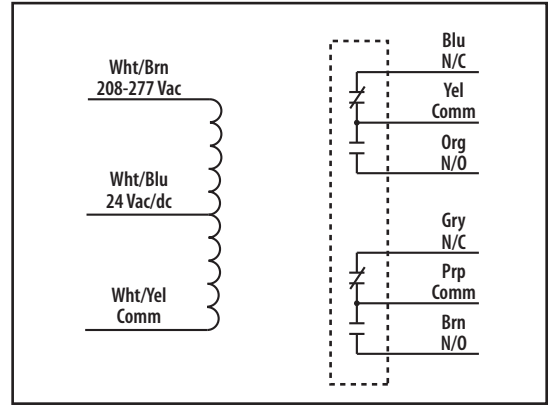 Wht/Brn
208-277 Vac
Wht/Blu
24 Vac/dc
Wht/Yel
Comm
Blu
N/C
Yel
Comm
Org
N/O
Gry
N/C
Prp
Comm
Brn
N/O